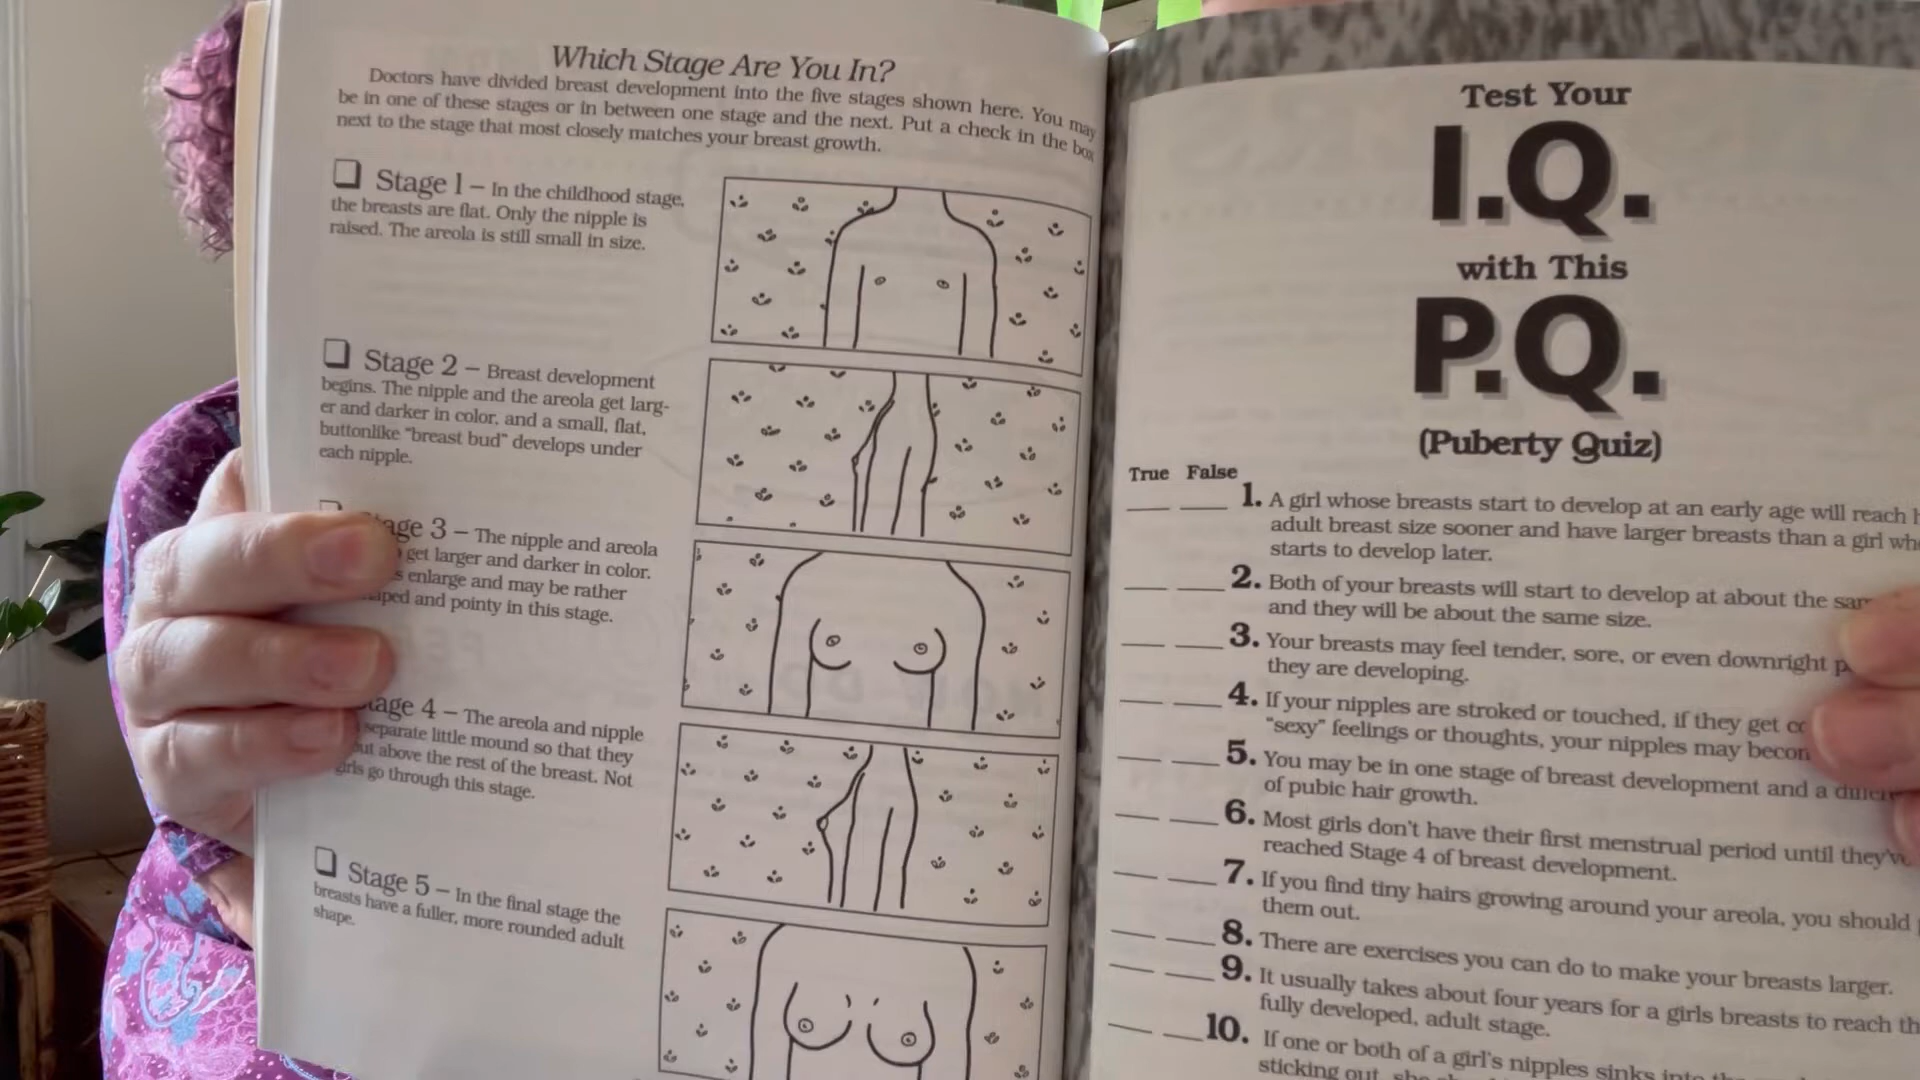 Which Stage Are You In?
Doctors have divided breast development into the five stages shown here. You may
be in one of these stages or in between one stage and the next. Put a check in the box
next to the stage that most closely matches your breast growth.
Stage 1 – In the childhood stage,
the breasts are flat. Only the nipple is
raised. The areola is still small in size.
Stage 2 – Breast development
begins. The nipple and the areola get larg-
er and darker in color, and a small, flat,
buttonlike "breast bud" develops under
each nipple.
3 – The nipple and areola
get larger and darker in color.
enlarge and may be rather
and pointy in this stage.
4 – The areola and nipple
separate little mound so that they
above the rest of the breast. Not
go through this stage.
Stage 5 – In the final stage the
breasts have a fuller, more rounded adult
shape.
Test Your
I.Q.
with This
P.Q.
(Puberty Quiz)
True False
1. A girl whose breasts start to develop at an early age will reach
adult breast size sooner and have larger breasts than a girl
starts to develop later.
2. Both of your breasts will start to develop at about the
and they will be about the same size.
3. Your breasts may feel tender, sore, or even downright
they are developing.
4. If your nipples are stroked or touched, if they get
"sexy" feelings or thoughts, your nipples may
5. You may be in one stage of breast development and a
of pubic hair growth.
6. Most girls don't have their first menstrual period until they've
reached Stage 4 of breast development.
7. If you find tiny hairs growing around your areola, you should
them out.
8. There are exercises you can do to make your breasts larger.
9. It usually takes about four years for a girls breasts to reach
fully developed, adult stage.
10. If one or both of a girl's nipples sinks
sticking out,